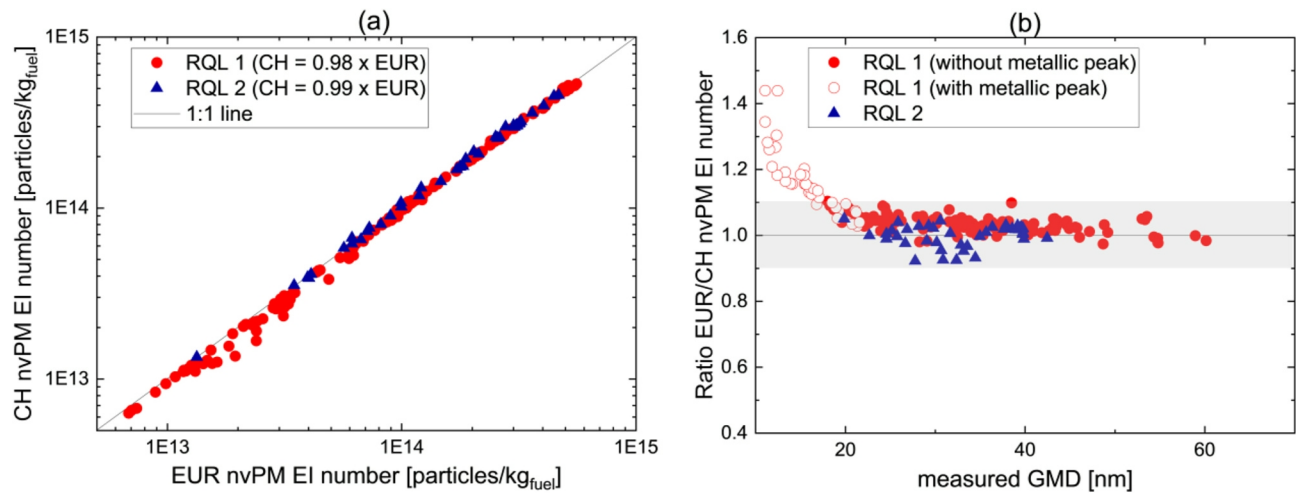 (a)
1E15
1E14
1E13
CH nvPM EI number [particles/kgfuel]
RQL 1 (CH = 0.98 x EUR)
RQL 2 (CH = 0.99 x EUR)
1:1 line
1E13
1E14
1E15
EUR nvPM EI number [particles/kgfuel]
(b)
1.6
1.4
1.2
1.0
0.8
0.6
0.4
Ratio EUR/CH nvPM EI number
RQL 1 (without metallic peak)
RQL 1 (with metallic peak)
RQL 2
20
40
60
measured GMD [nm]